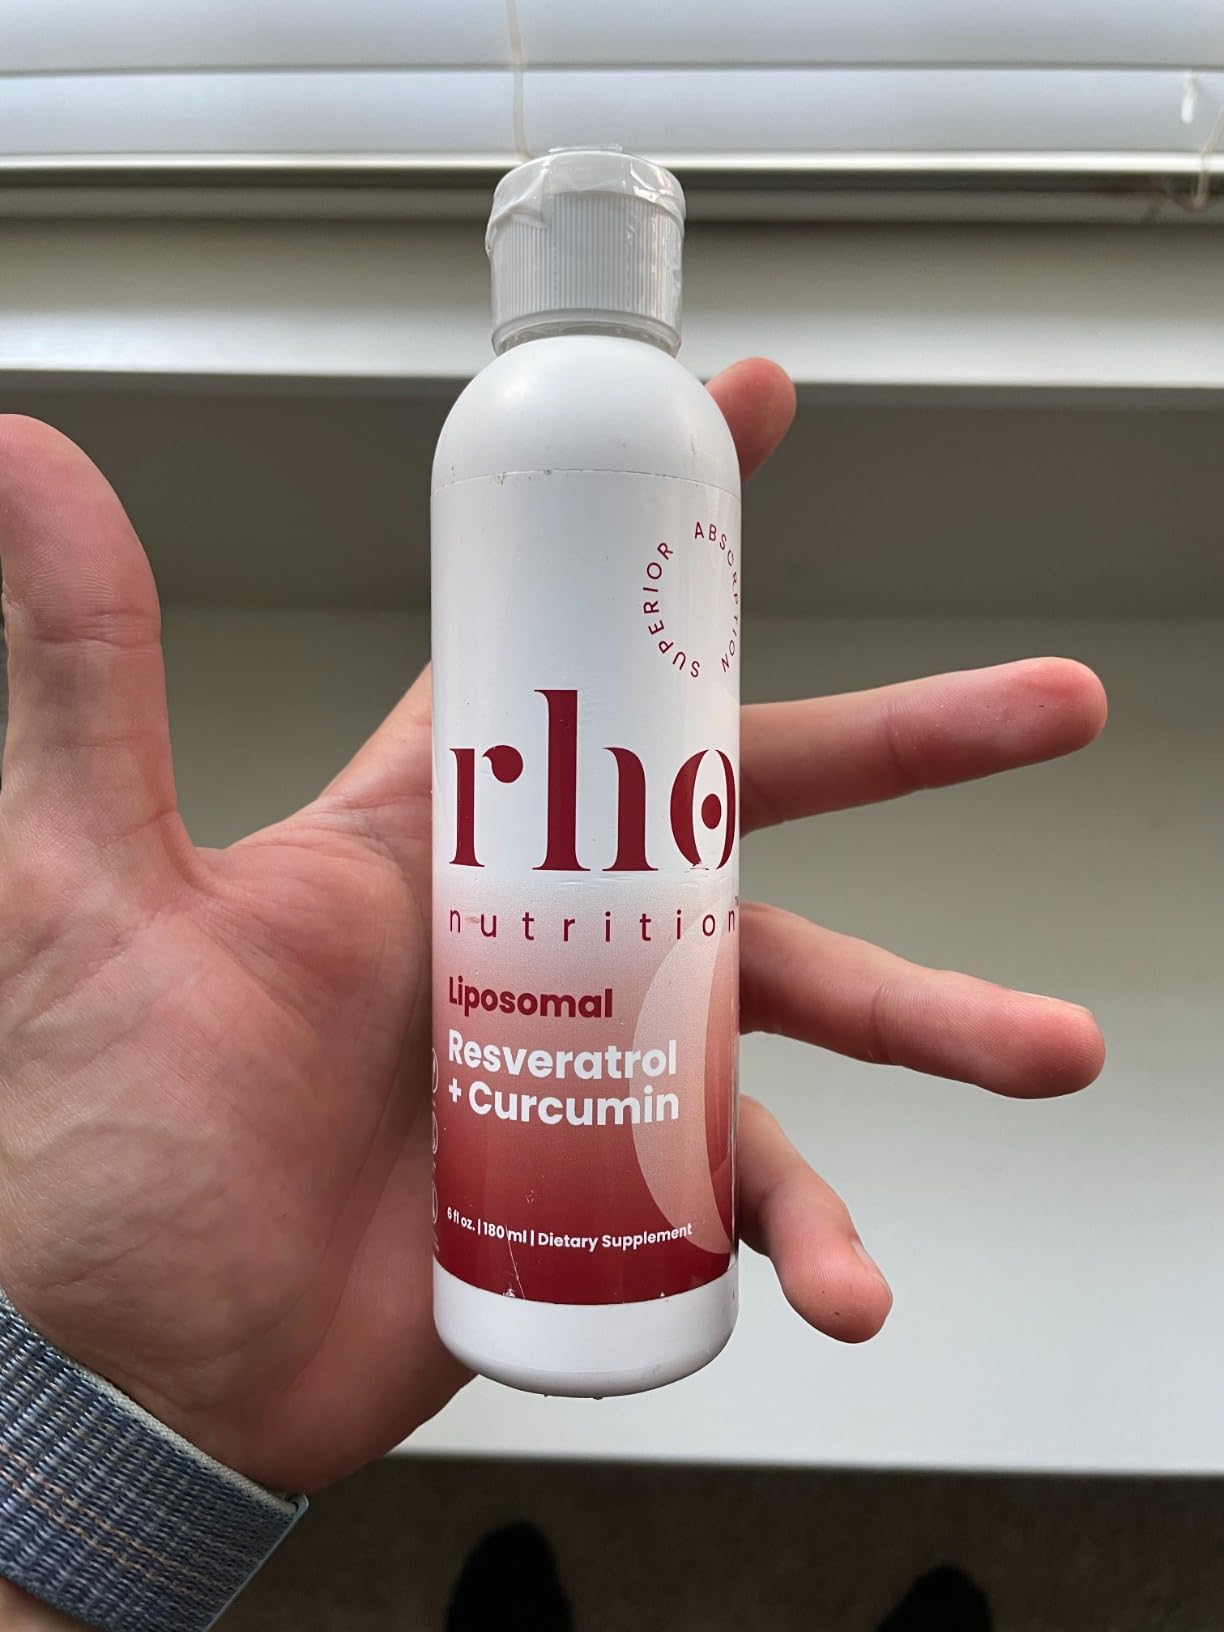 SUPERIOR ABSORPTION
rho
nutrition
Liposomal
Resveratrol
+ Curcumin
6 fl oz. | 180 ml | Dietary Supplement